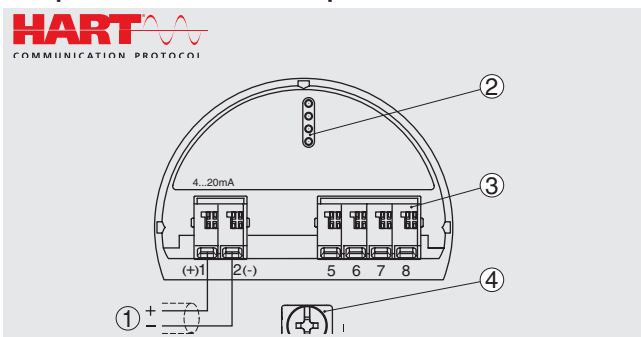 HART
COMMUNICATION PROTOCOL
2
4...20mA
3
(+)1 2(-) 5 6 7 8
4
1 +
−